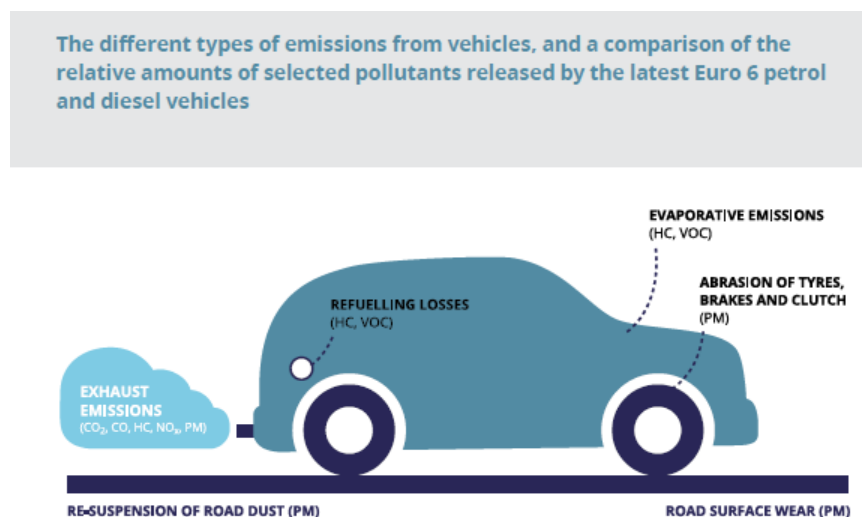 The different types of emissions from vehicles, and a comparison of the
relative amounts of selected pollutants released by the latest Euro 6 petrol
and diesel vehicles
EVAPORATIVE EMISSIONS
(HC, VOC)
ABRASION OF TYRES,
BRAKES AND CLUTCH
(PM)
REFUELLING LOSSES
(HC, VOC)
EXHAUST
EMISSIONS
(CO₂, CO, HC, NOₓ, PM)
RE-SUSPENSION OF ROAD DUST (PM)
ROAD SURFACE WEAR (PM)